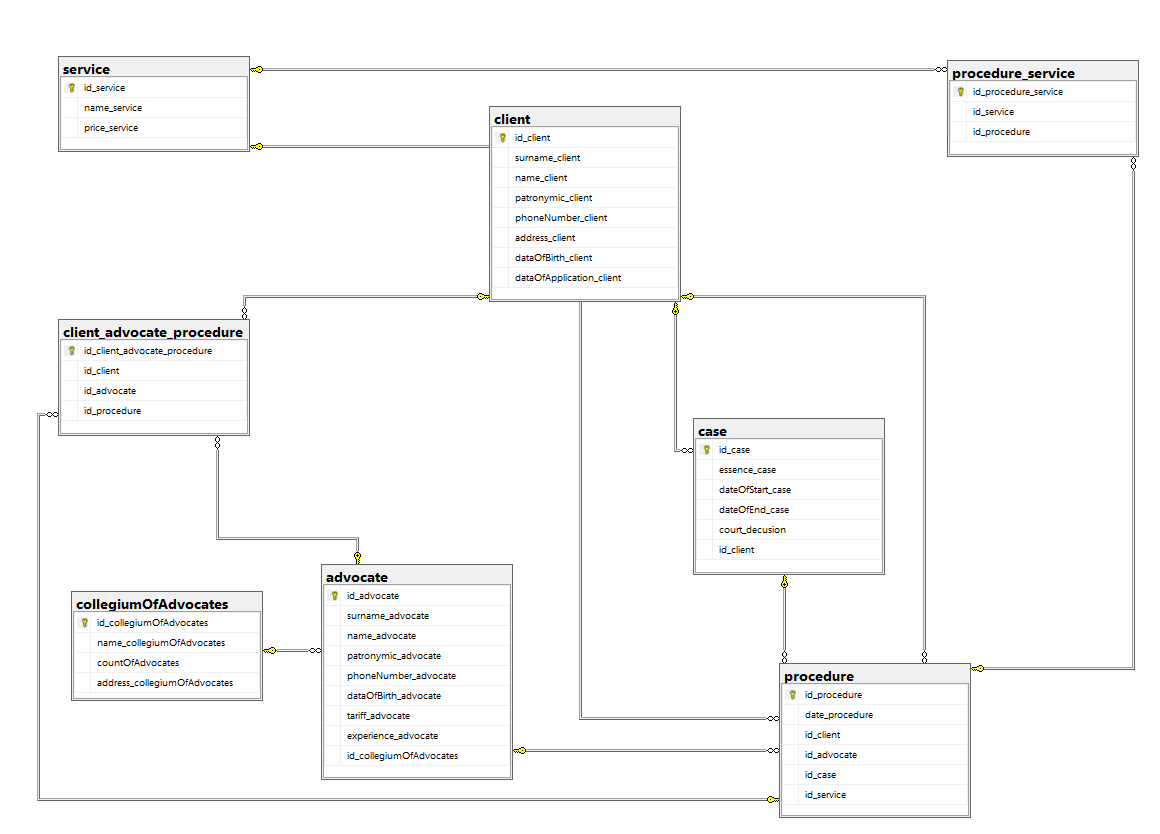 service
id_service
name_service
price_service
procedure_service
id_procedure_service
id_service
id_procedure
client
id_client
surname_client
name_client
patronymic_client
phoneNumber_client
address_client
dataOfBirth_client
dataOfApplication_client
client_advocate_procedure
id_client_advocate_procedure
id_client
id_advocate
id_procedure
case
id_case
essence_case
dateOfStart_case
dateOfEnd_case
court_decusion
id_client
collegiumOfAdvocates
id_collegiumOfAdvocates
name_collegiumOfAdvocates
countOfAdvocates
address_collegiumOfAdvocates
advocate
id_advocate
surname_advocate
name_advocate
patronymic_advocate
phoneNumber_advocate
dataOfBirth_advocate
tariff_advocate
experience_advocate
id_collegiumOfAdvocates
procedure
id_procedure
date_procedure
id_client
id_advocate
id_case
id_service